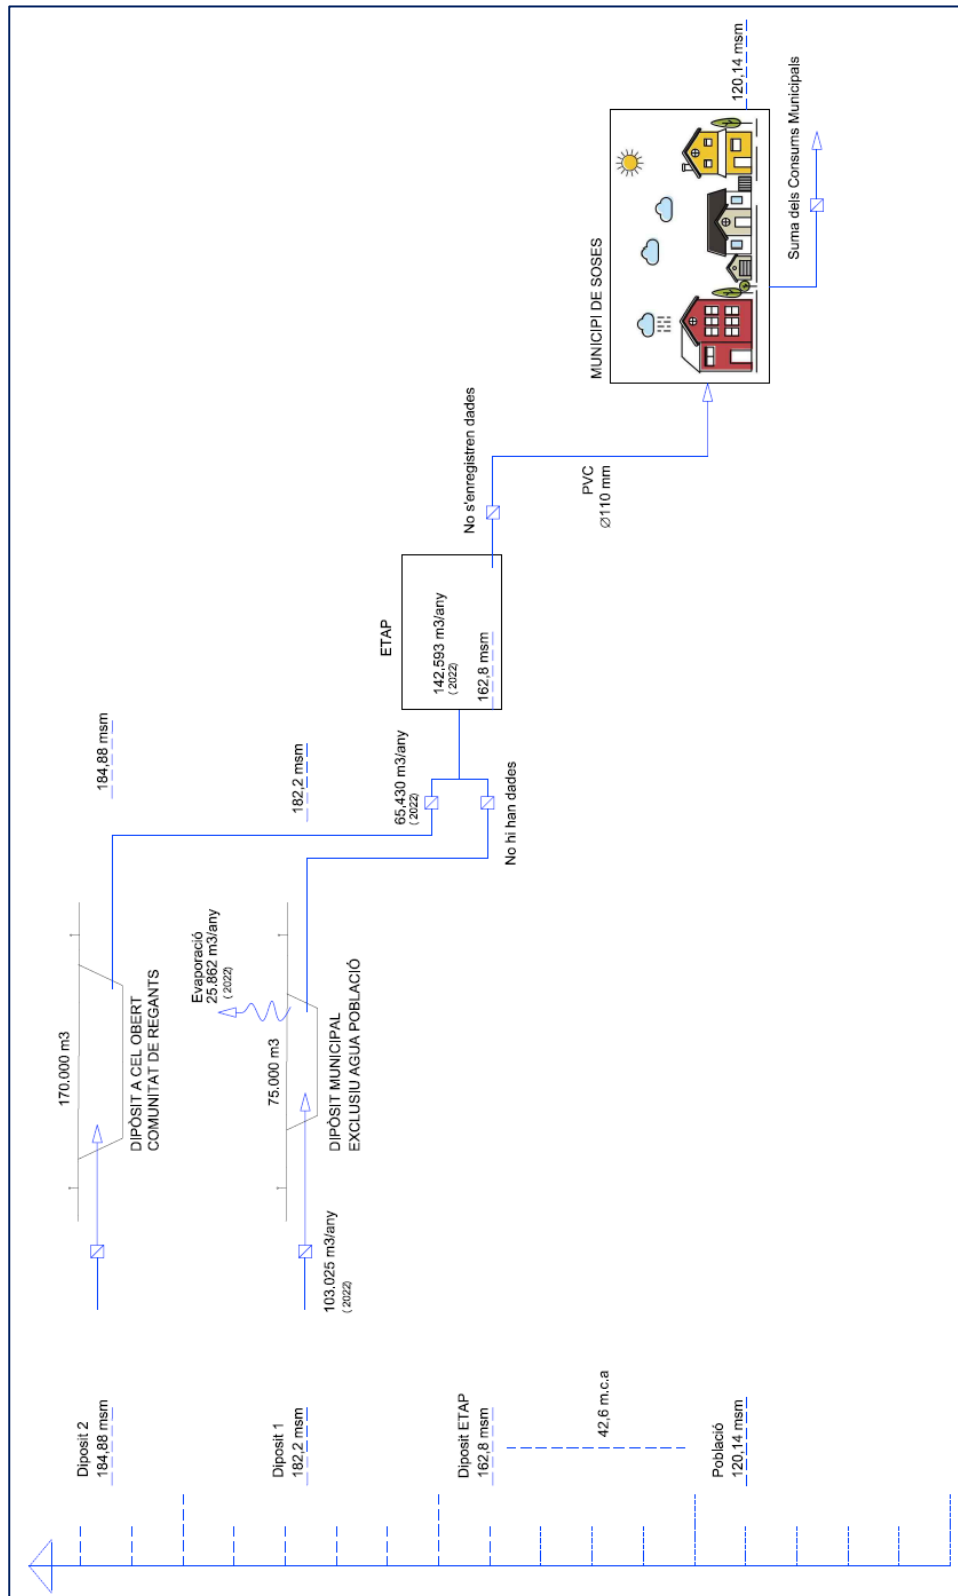 Diposit 2
184,88 msm
Diposit 1
182,2 msm
Diposit ETAP
162,8 msm
42,6 m.c.a
Població
120,14 msm
170.000 m3
DIPÒSIT A CEL OBERT
COMUNITAT DE REGANTS
184,88 msm
103,025 m3/any
( 2022)
75.000 m3
DIPÒSIT MUNICIPAL
EXCLUSIU AGUA POBLACIÓ
Evaporació
25.862 m3/any
( 2022)
182,2 msm
65,430 m3/any
(2022)
No hi han dades
ETAP
142,593 m3/any
( 2022)
162,8 msm
No s'enregistren dades
PVC
Ø110 mm
MUNICIPI DE SOSES
120,14 msm
Suma dels Consums Municipals